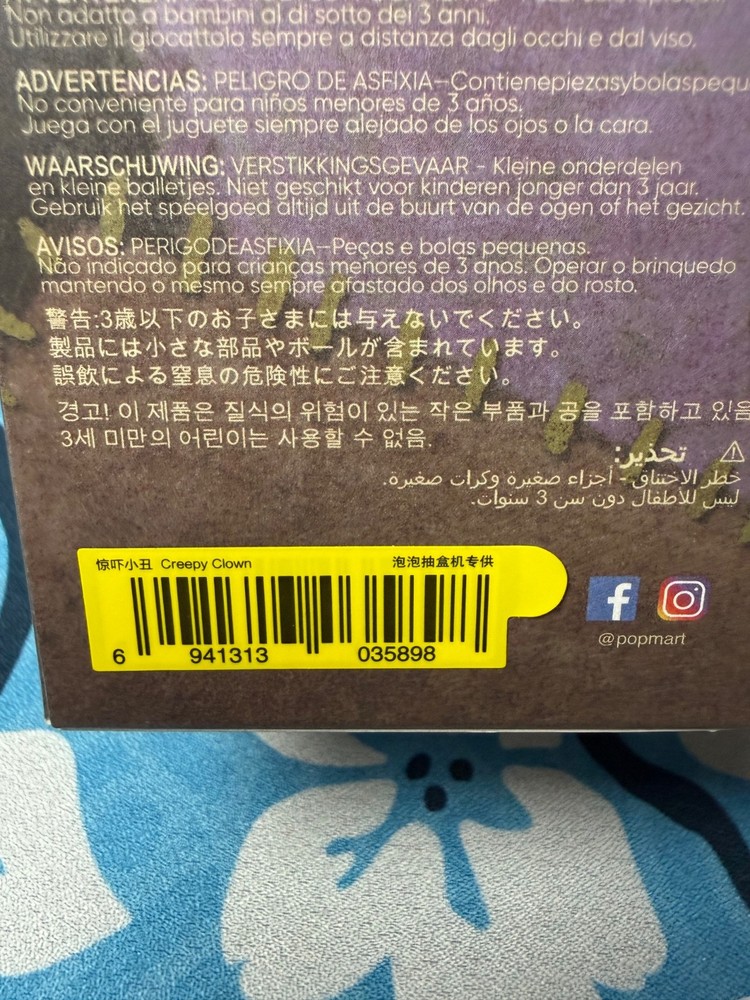 Non adatto a bambini al di sotto dei 3 anni.
Utilizzare il giocattolo sempre a distanza dagli occhi e dal viso.
ADVERTENCIAS: PELIGRO DE ASFIXIA—Contienepiezasybolaspequ
No conveniente para niños menores de 3 años.
Juega con el juguete siempre alejado de los ojos o la cara.
WAARSCHUWING: VERSTIKKINGSGEVAAR - Kleine onderdelen
en kleine balletjes. Niet geschikt voor kinderen jonger dan 3 jaar.
Gebruik het speelgoed altijd uit de buurt van de ogen of het gezicht.
AVISOS: PERIGODEASFIXIA—Peças e bolas pequenas.
Não indicado para crianças menores de 3 anos. Operar o brinquedo
mantendo o mesmo sempre afastado dos olhos e do rosto.
警告:3歳以下のお子さまには与えないでください。
製品には小さな部品やボールが含まれています。
誤飲による窒息の危険性にご注意ください。
경고! 이 제품은 질식의 위험이 있는 작은 부품과 공을 포함하고 있음
3세 미만의 어린이는 사용할 수 없음.
تحذير:
خطر الاختناق - أجزاء صغيرة وكرات صغيرة.
ليس للأطفال دون سن 3 سنوات.
惊吓小丑 Creepy Clown 泡泡抽盒机专供
6 941313 035898
@popmart